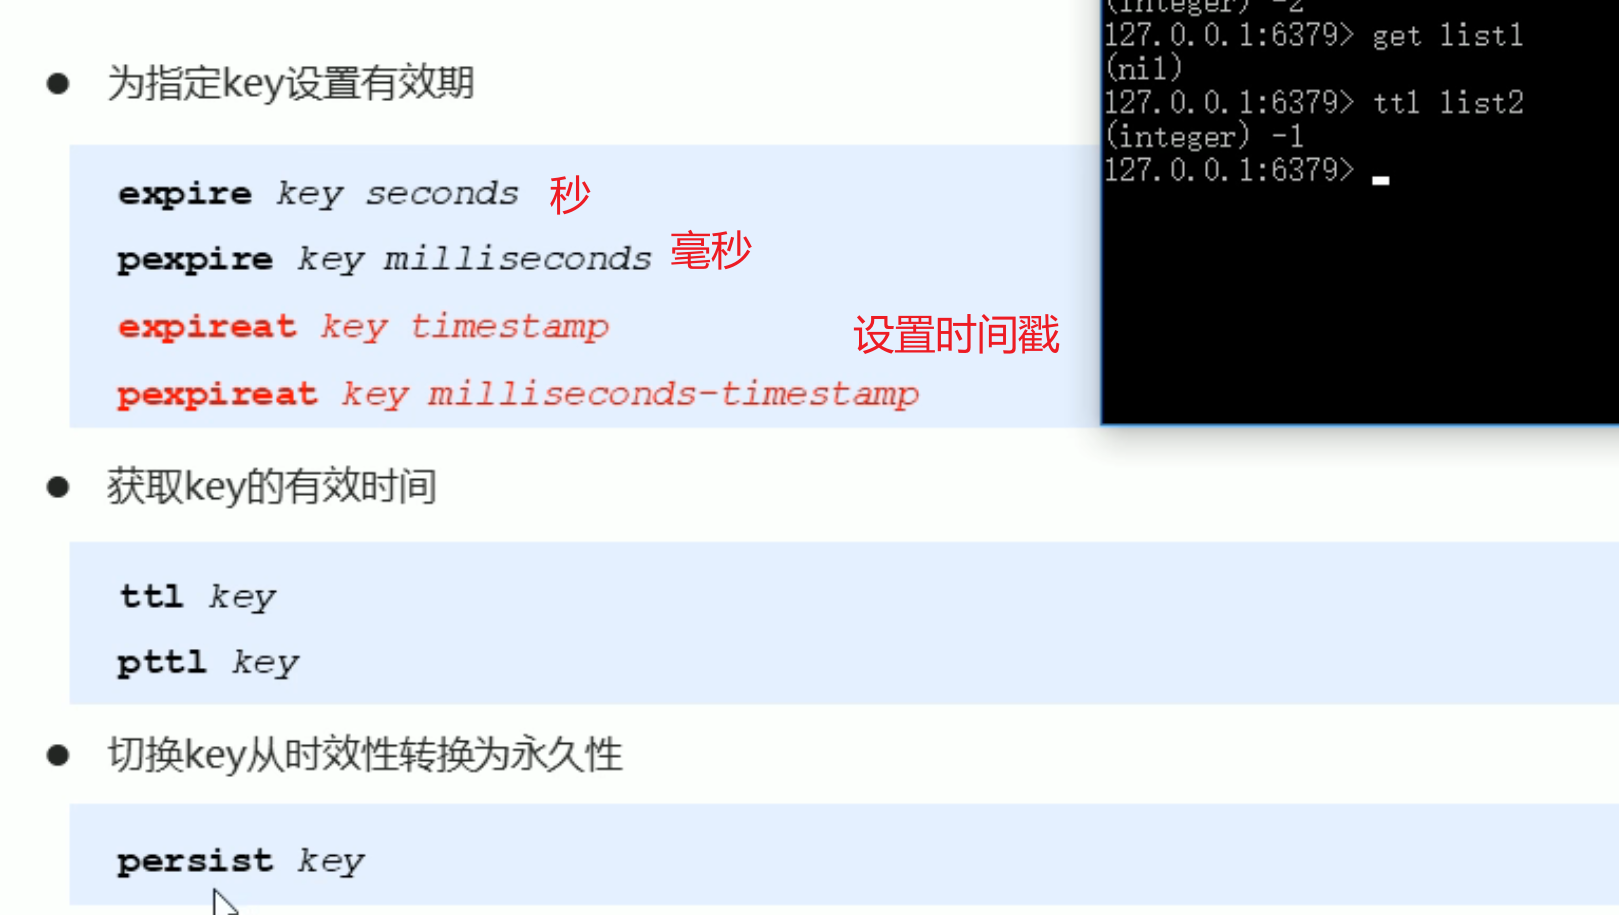 为指定key设置有效期
expire key seconds 秒
pexpire key milliseconds 毫秒
expireat key timestamp
设置时间戳
pexpireat key milliseconds-timestamp
获取key的有效时间
ttl key
pttl key
切换key从时效性转换为永久性
persist key
(integer) -2
127.0.0.1:6379> get list1
(nil)
127.0.0.1:6379> ttl list2
(integer) -1
127.0.0.1:6379>